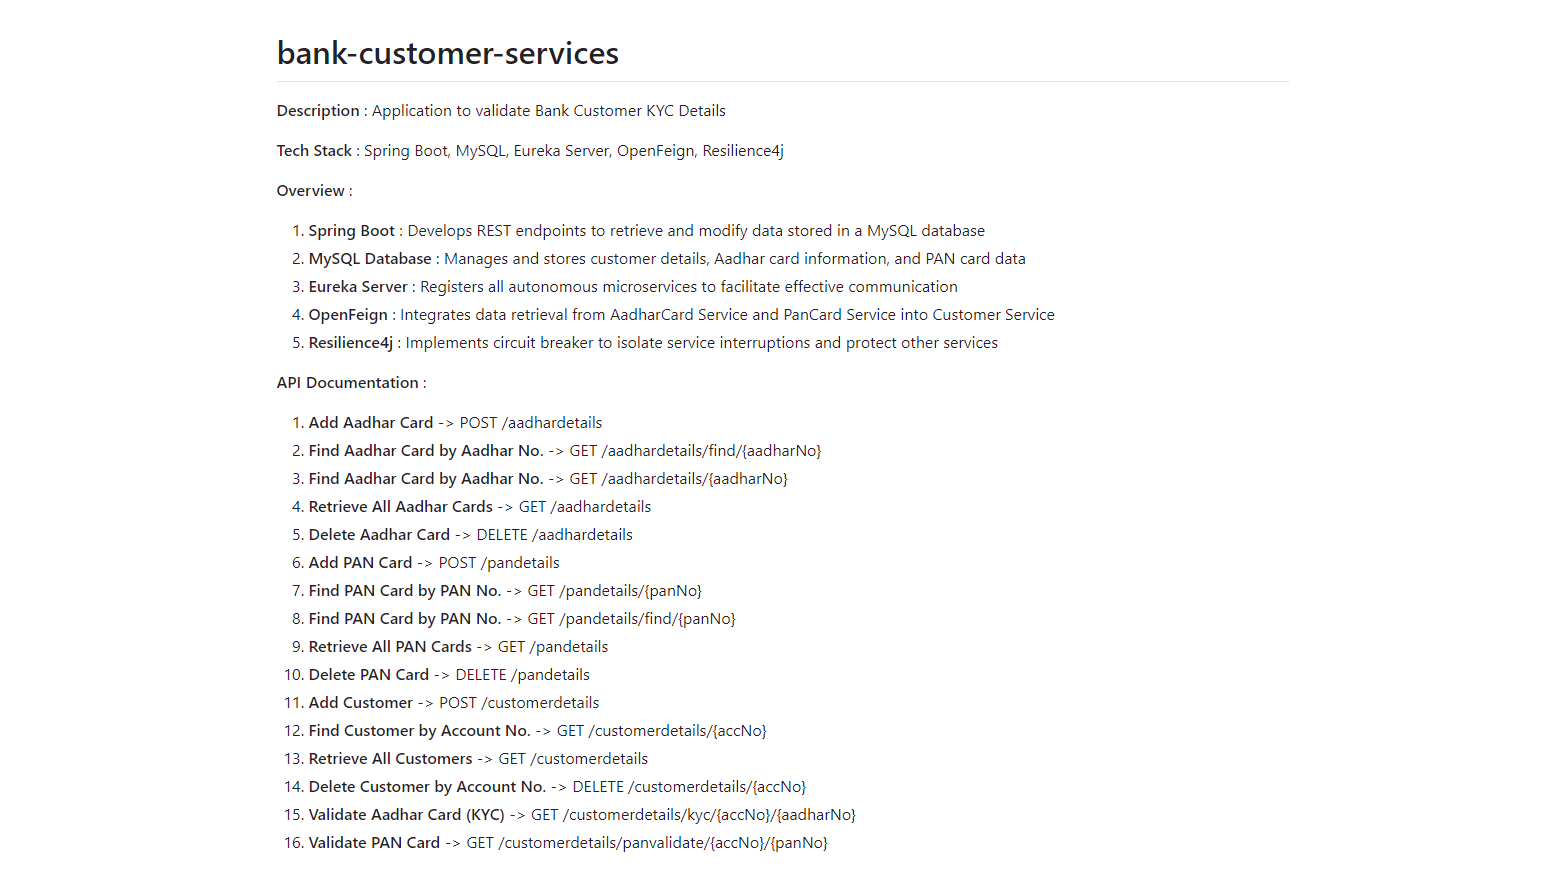 bank-customer-services
Description : Application to validate Bank Customer KYC Details
Tech Stack : Spring Boot, MySQL, Eureka Server, OpenFeign, Resilience4j
Overview :
1. Spring Boot : Develops REST endpoints to retrieve and modify data stored in a MySQL database
2. MySQL Database : Manages and stores customer details, Aadhar card information, and PAN card data
3. Eureka Server : Registers all autonomous microservices to facilitate effective communication
4. OpenFeign : Integrates data retrieval from AadharCard Service and PanCard Service into Customer Service
5. Resilience4j : Implements circuit breaker to isolate service interruptions and protect other services
API Documentation :
1. Add Aadhar Card -> POST /aadhardetails
2. Find Aadhar Card by Aadhar No. -> GET /aadhardetails/find/{aadharNo}
3. Find Aadhar Card by Aadhar No. -> GET /aadhardetails/{aadharNo}
4. Retrieve All Aadhar Cards -> GET /aadhardetails
5. Delete Aadhar Card -> DELETE /aadhardetails
6. Add PAN Card -> POST /pandetails
7. Find PAN Card by PAN No. -> GET /pandetails/{panNo}
8. Find PAN Card by PAN No. -> GET /pandetails/find/{panNo}
9. Retrieve All PAN Cards -> GET /pandetails
10. Delete PAN Card -> DELETE /pandetails
11. Add Customer -> POST /customerdetails
12. Find Customer by Account No. -> GET /customerdetails/{accNo}
13. Retrieve All Customers -> GET /customerdetails
14. Delete Customer by Account No. -> DELETE /customerdetails/{accNo}
15. Validate Aadhar Card (KYC) -> GET /customerdetails/kyc/{accNo}/{aadharNo}
16. Validate PAN Card -> GET /customerdetails/panvalidate/{accNo}/{panNo}